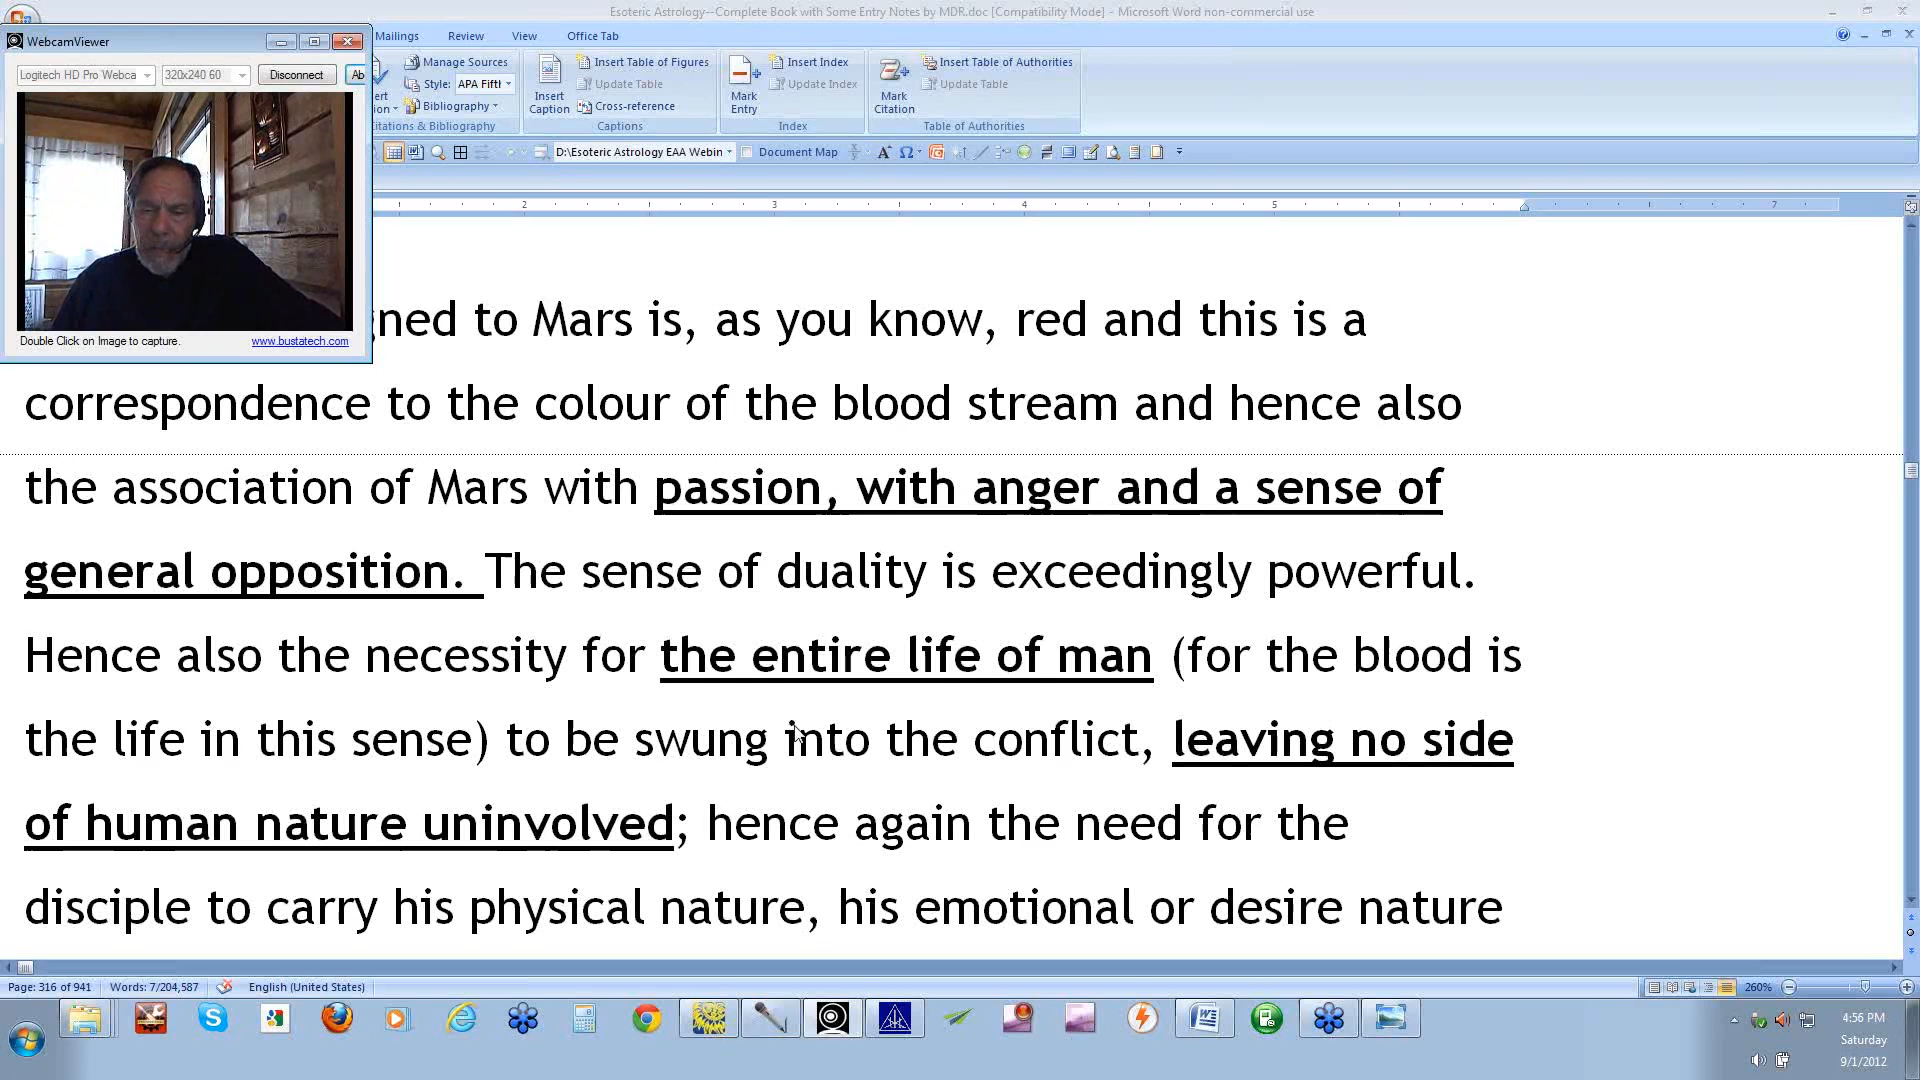 Esoteric Astrology--Complete Book with Some Entry Notes by MDR.doc [Compatibility Mode] - Microsoft Word non-commercial use
WebcamViewer
Mailings Review View Office Tab
Logitech HD Pro Webca 320x240 60 Disconnect Ab
Manage Sources
Style: APA Fift
Bibliography
Citations & Bibliography
Insert Caption
Insert Table of Figures
Update Table
Cross-reference
Captions
Mark Entry
Insert Index
Update Index
Index
Mark Citation
Insert Table of Authorities
Update Table
Table of Authorities
D:\Esoteric Astrology EAA Webin Document Map
2 3 4 5 7
Double Click on Image to capture. www.bustatech.com
gned to Mars is, as you know, red and this is a
correspondence to the colour of the blood stream and hence also
the association of Mars with passion, with anger and a sense of
general opposition. The sense of duality is exceedingly powerful.
Hence also the necessity for the entire life of man (for the blood is
the life in this sense) to be swung into the conflict, leaving no side
of human nature uninvolved; hence again the need for the
disciple to carry his physical nature, his emotional or desire nature
Page: 316 of 941 Words: 7/204,587 English (United States) 260%
4:56 PM
Saturday
9/1/2012